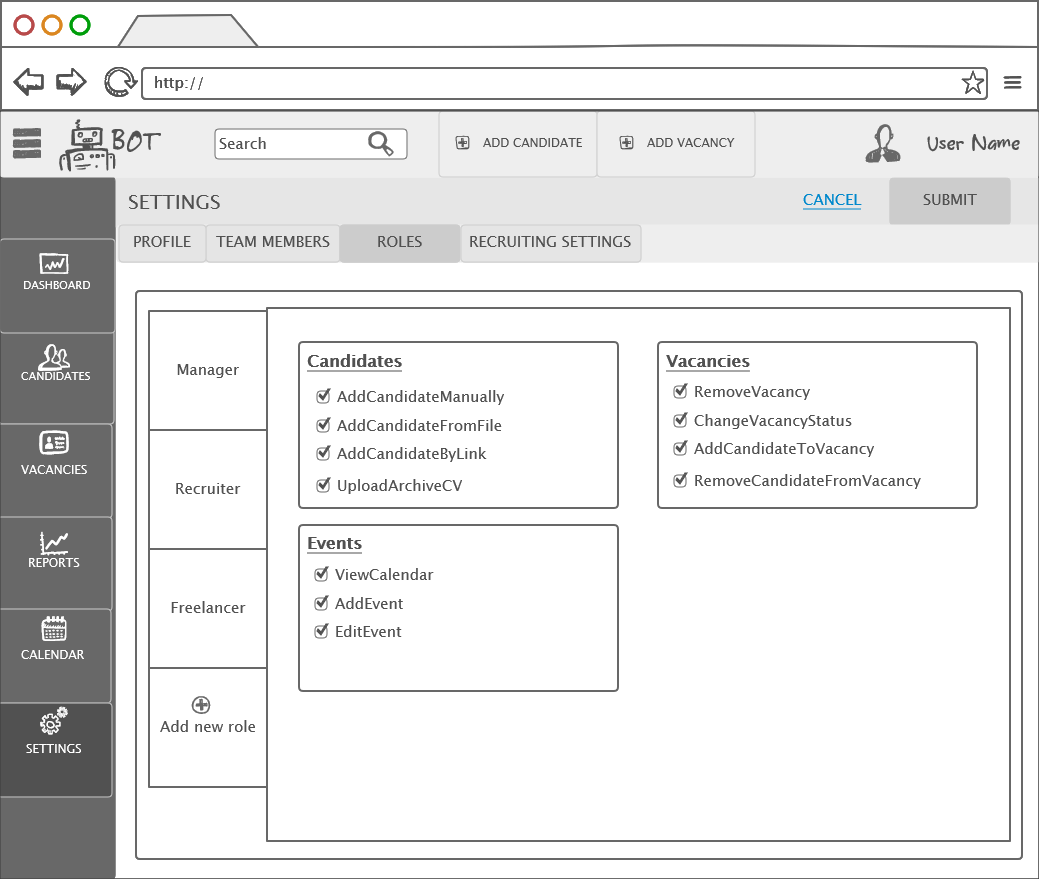 http://
BOT
Search
ADD CANDIDATE
ADD VACANCY
User Name
SETTINGS
CANCEL
SUBMIT
PROFILE
TEAM MEMBERS
ROLES
RECRUITING SETTINGS
DASHBOARD
CANDIDATES
VACANCIES
REPORTS
CALENDAR
SETTINGS
Manager
Recruiter
Freelancer
Add new role
Candidates
AddCandidateManually
AddCandidateFromFile
AddCandidateByLink
UploadArchiveCV
Vacancies
RemoveVacancy
ChangeVacancyStatus
AddCandidateToVacancy
RemoveCandidateFromVacancy
Events
ViewCalendar
AddEvent
EditEvent